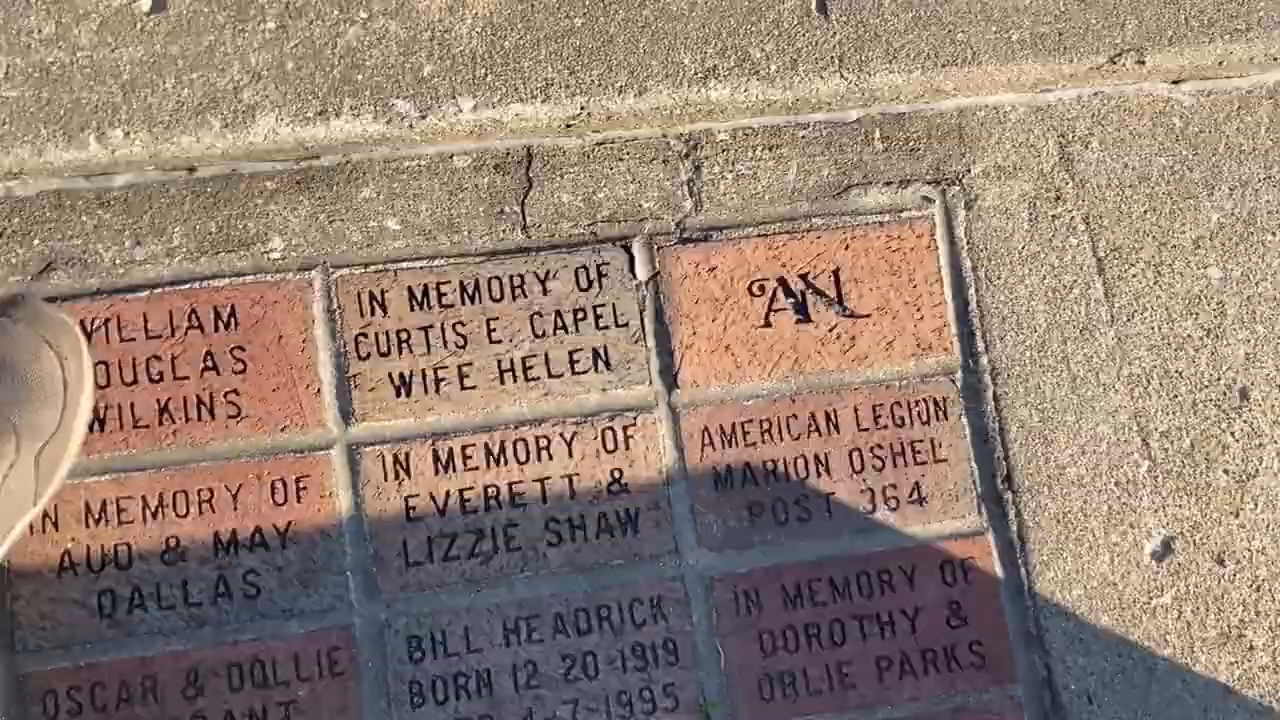 WILLIAM
DOUGLAS
WILKINS
IN MEMORY OF
CURTIS E. CAPEL
WIFE HELEN
AN
IN MEMORY OF
AUD & MAY
DALLAS
IN MEMORY OF
EVERETT &
LIZZIE SHAW
AMERICAN LEGION
MARION OSHEL
POST 364
OSCAR & DOLLIE
BILL HEADRICK
BORN 12-20-1919
4-7-1995
IN MEMORY OF
DOROTHY &
ORLIE PARKS